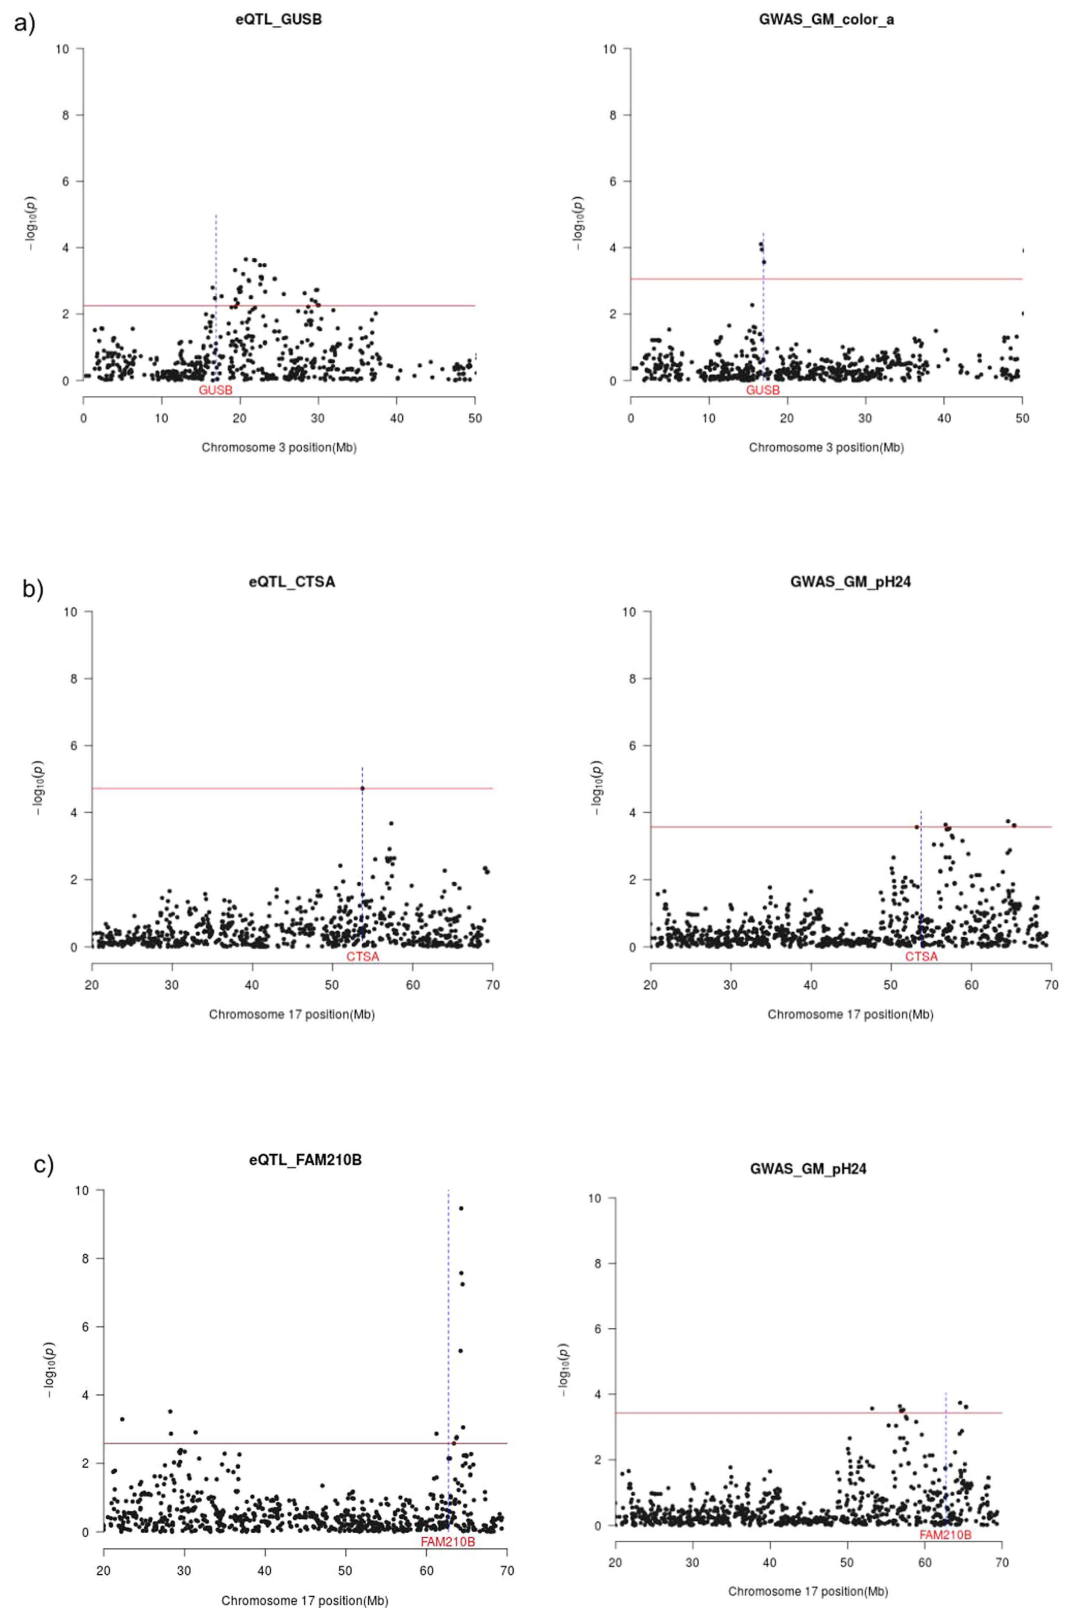 a)
eQTL_GUSB
10
8
6
4
2
0
− log10(p)
GUSB
0 10 20 30 40 50
Chromosome 3 position(Mb)
GWAS_GM_color_a
10
8
6
4
2
0
− log10(p)
GUSB
0 10 20 30 40 50
Chromosome 3 position(Mb)
b)
eQTL_CTSA
10
8
6
4
2
0
− log10(p)
CTSA
20 30 40 50 60 70
Chromosome 17 position(Mb)
GWAS_GM_pH24
10
8
6
4
2
0
− log10(p)
CTSA
20 30 40 50 60 70
Chromosome 17 position(Mb)
c)
eQTL_FAM210B
10
8
6
4
2
0
− log10(p)
FAM210B
20 30 40 50 60 70
Chromosome 17 position(Mb)
GWAS_GM_pH24
10
8
6
4
2
0
− log10(p)
FAM210B
20 30 40 50 60 70
Chromosome 17 position(Mb)